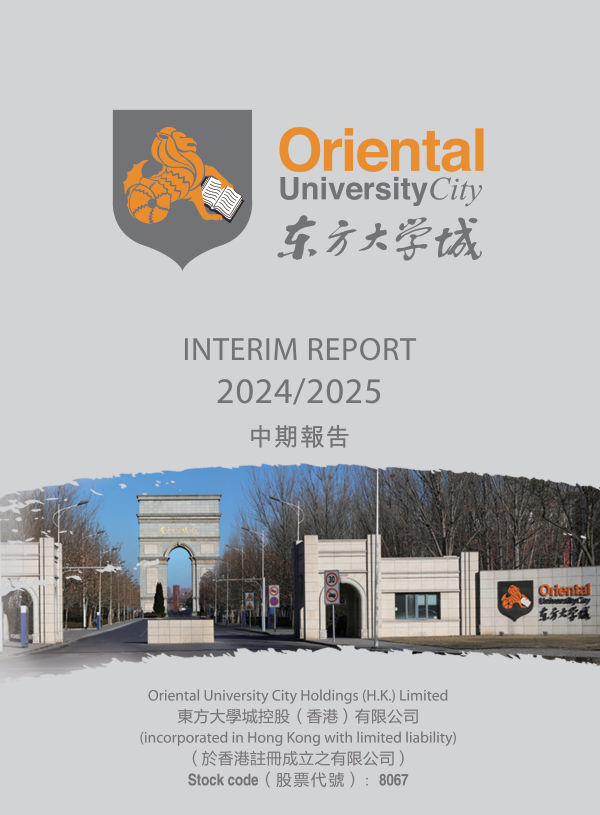 Oriental
UniversityCity
东方大学城
INTERIM REPORT
2024/2025
中期報告
30
Oriental
UniversityCity
东方大学城
Oriental University City Holdings (H.K.) Limited
東方大學城控股（香港）有限公司
(incorporated in Hong Kong with limited liability)
（於香港註冊成立之有限公司）
Stock code（股票代號）: 8067